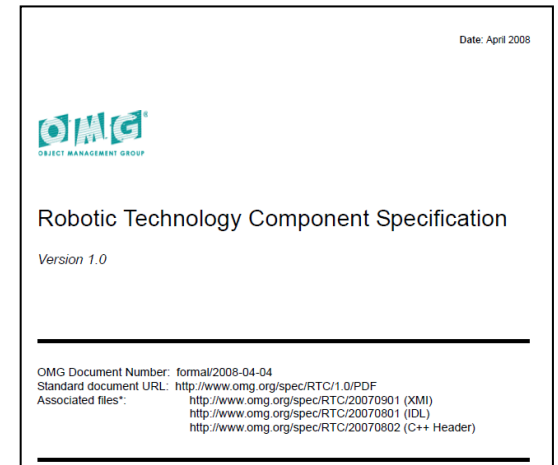 Date: April 2008
OMG®
OBJECT MANAGEMENT GROUP
Robotic Technology Component Specification
Version 1.0
OMG Document Number: formal/2008-04-04
Standard document URL: http://www.omg.org/spec/RTC/1.0/PDF
Associated files*: http://www.omg.org/spec/RTC/20070901 (XMI)
http://www.omg.org/spec/RTC/20070801 (IDL)
http://www.omg.org/spec/RTC/20070802 (C++ Header)